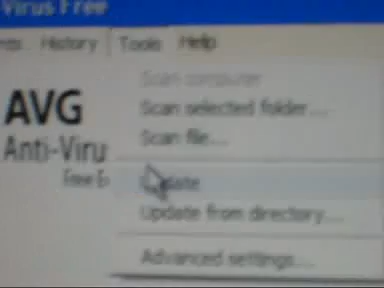 Virus Free
History Tools Help
Scan computer
AVG
Scan selected folder...
Anti-Viru
Scan file...
Free E
Update from directory...
Advanced settings...